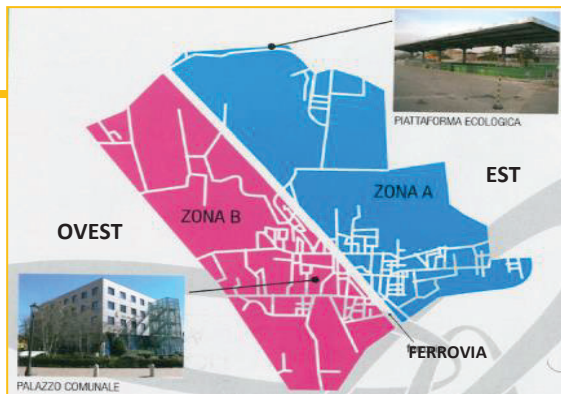 PIATTAFORMA ECOLOGICA
EST
ZONA A
ZONA B
OVEST
FERROVIA
PALAZZO COMUNALE